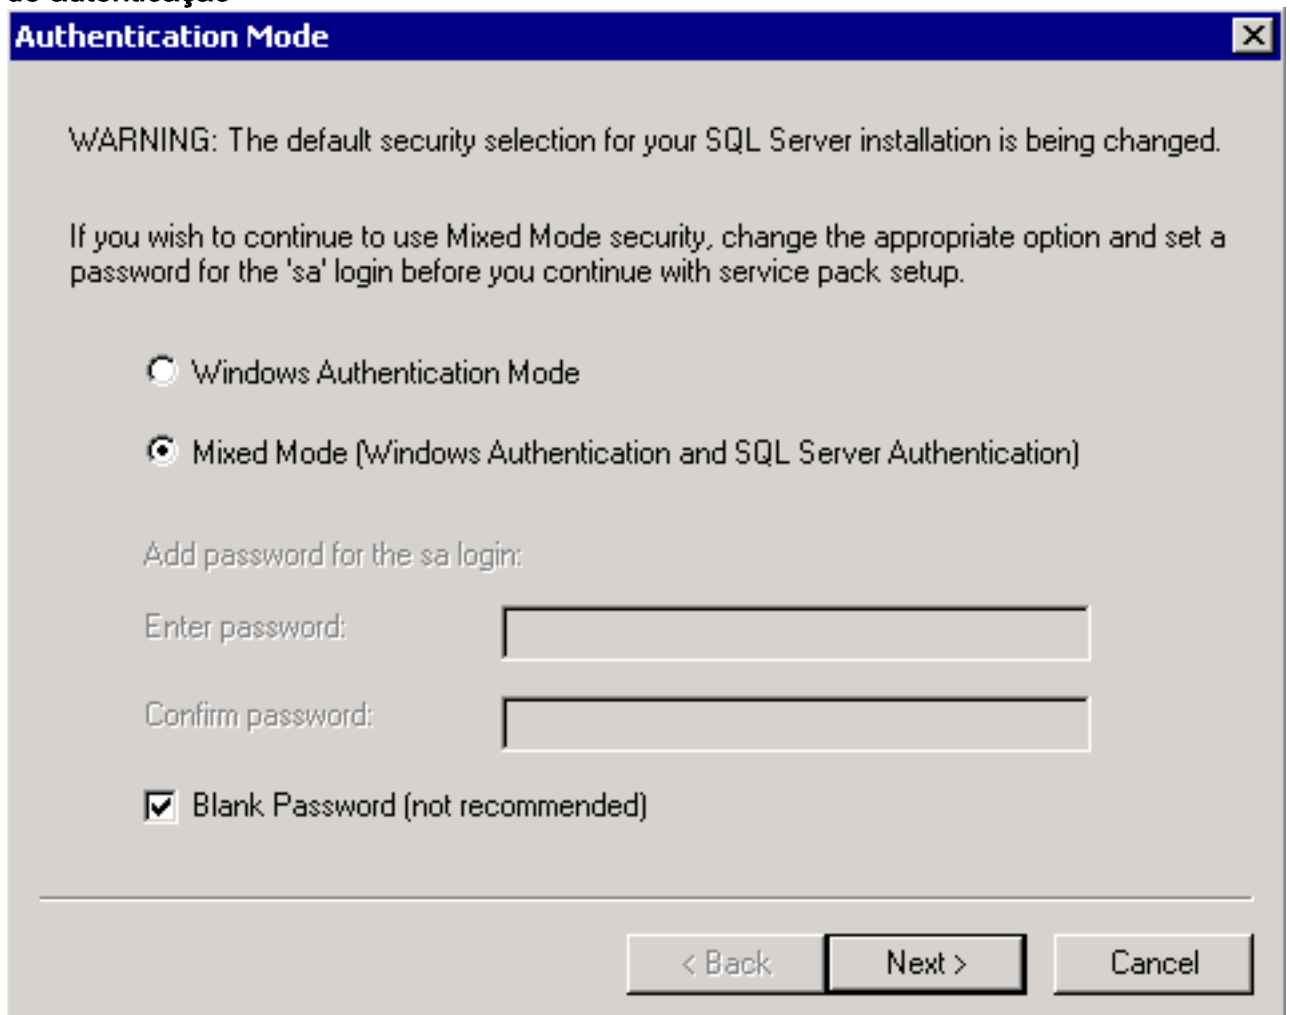 de autenticação
Authentication Mode
WARNING: The default security selection for your SQL Server installation is being changed.
If you wish to continue to use Mixed Mode security, change the appropriate option and set a
password for the 'sa' login before you continue with service pack setup.
Windows Authentication Mode
Mixed Mode (Windows Authentication and SQL Server Authentication)
Add password for the sa login:
Enter password:
Confirm password:
Blank Password (not recommended)
< Back Next > Cancel